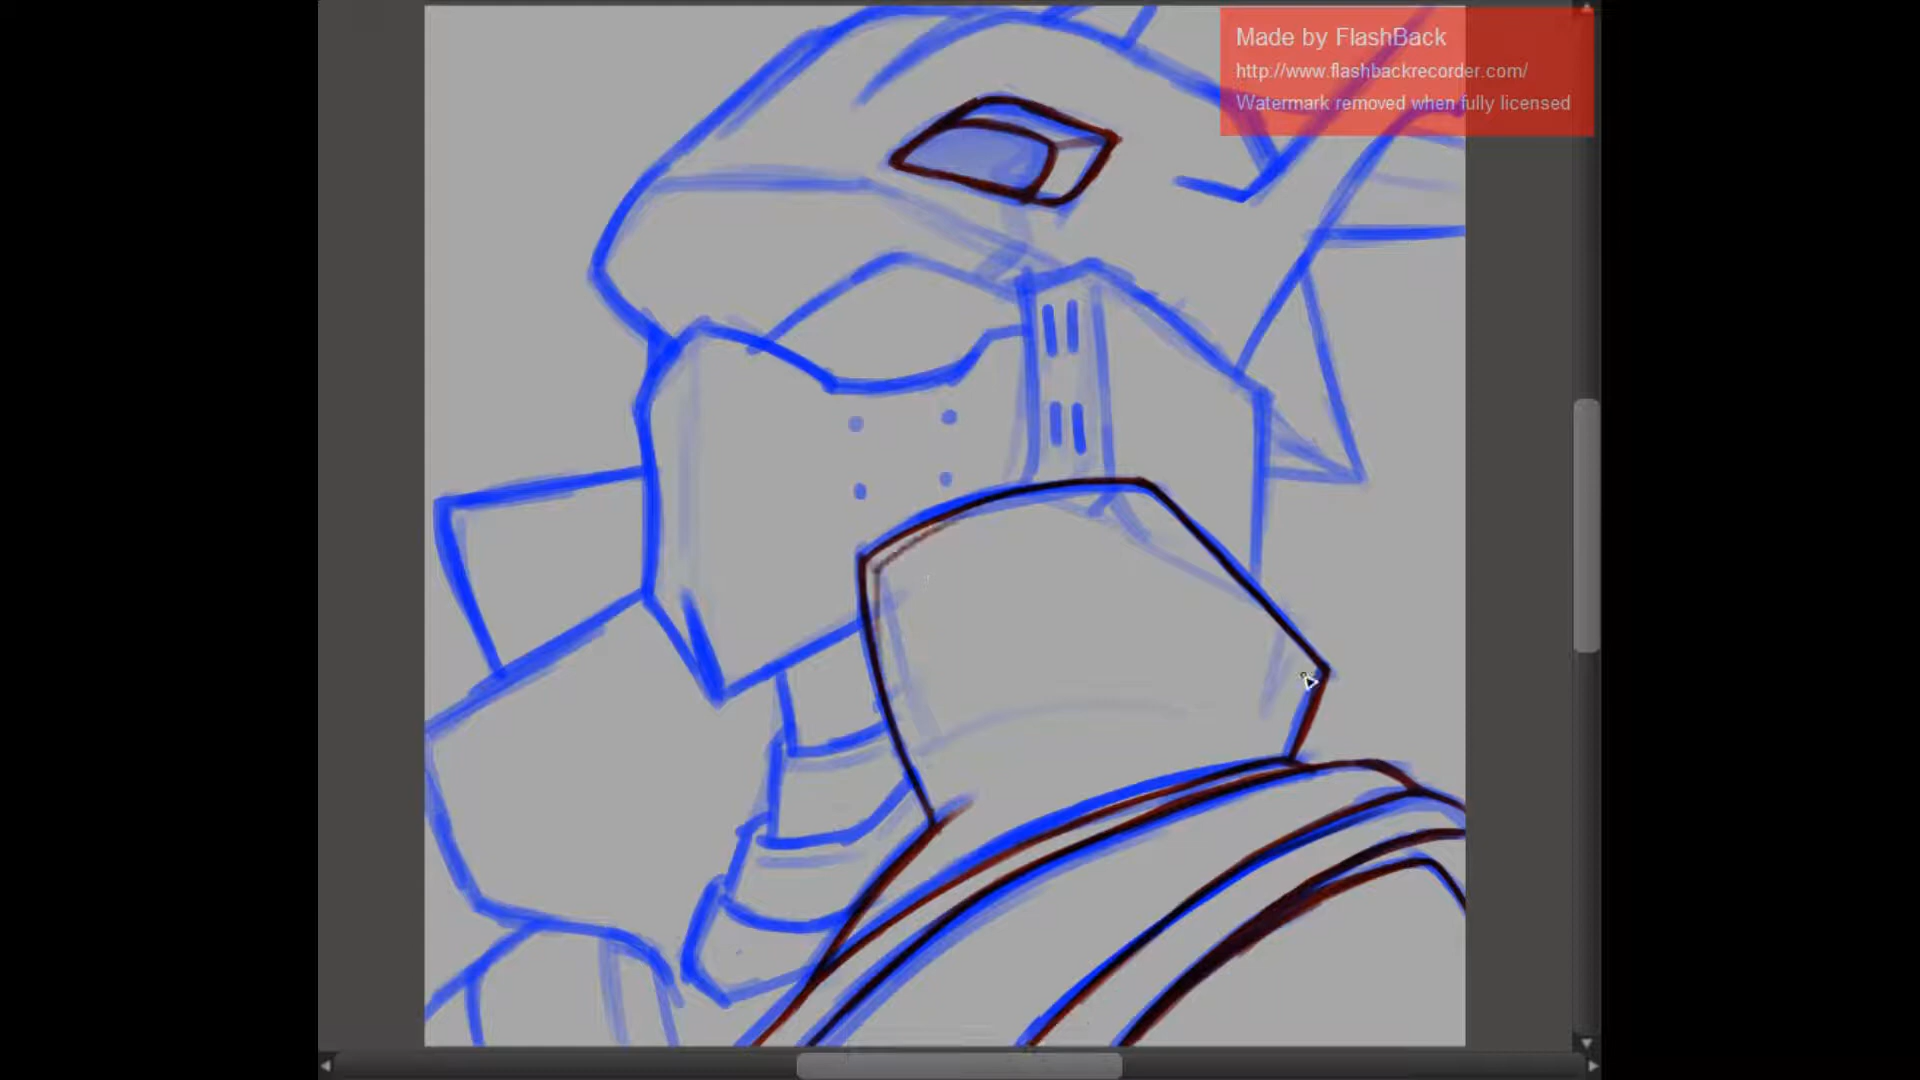 Made by FlashBack
http://www.flashbackrecorder.com/
Watermark removed when fully licensed